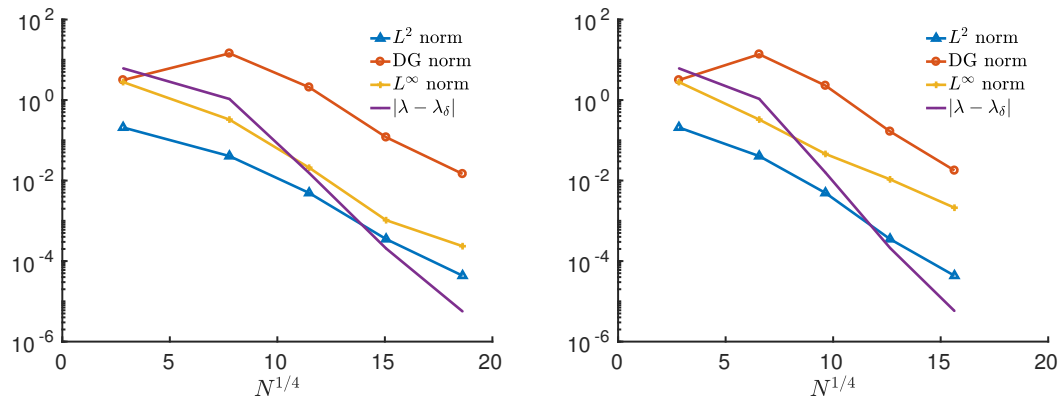 10^2
10^0
10^-2
10^-4
10^-6
0 5 10 15 20
N^{1/4}
L^2 norm
DG norm
L^∞ norm
|λ − λ_δ|
10^2
10^0
10^-2
10^-4
10^-6
0 5 10 15 20
N^{1/4}
L^2 norm
DG norm
L^∞ norm
|λ − λ_δ|